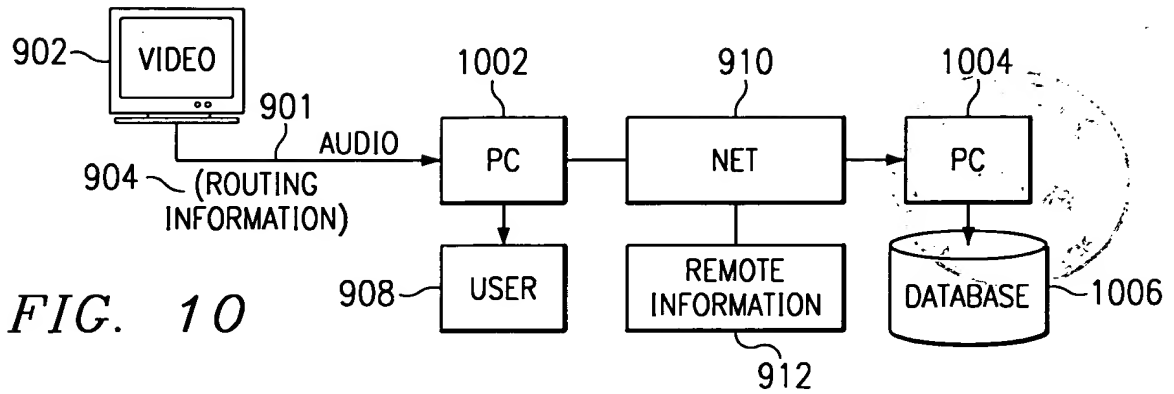 902
VIDEO
901
AUDIO
904
(ROUTING
INFORMATION)
1002
PC
910
NET
1004
PC
908
USER
REMOTE
INFORMATION
912
DATABASE
1006
FIG. 10